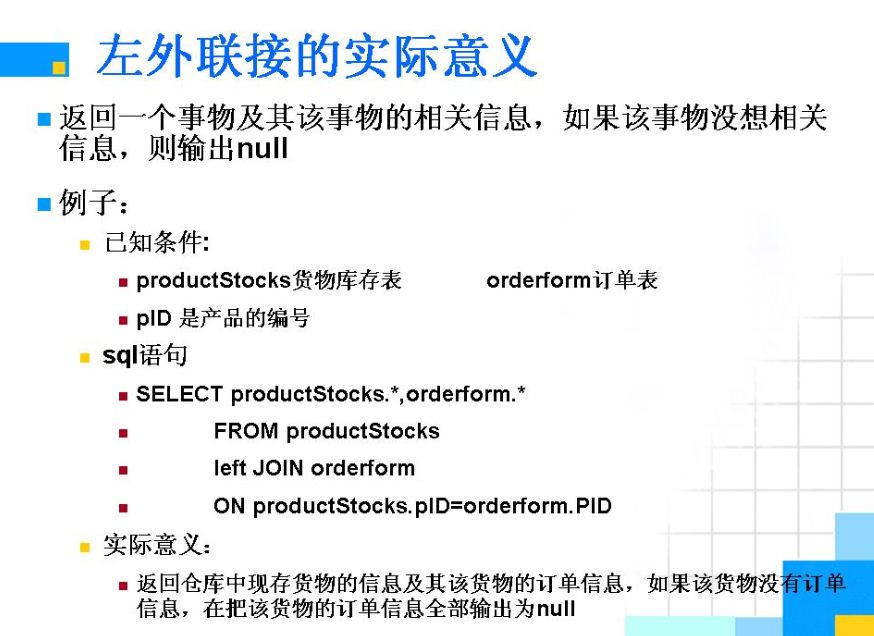 左外联接的实际意义
返回一个事物及其该事物的相关信息，如果该事物没想相关
信息，则输出null
例子：
已知条件:
productStocks货物库存表 orderform订单表
pID 是产品的编号
sql语句
SELECT productStocks.*,orderform.*
FROM productStocks
left JOIN orderform
ON productStocks.pID=orderform.PID
实际意义：
返回仓库中现存货物的信息及其该货物的订单信息，如果该货物没有订单
信息，在把该货物的订单信息全部输出为null